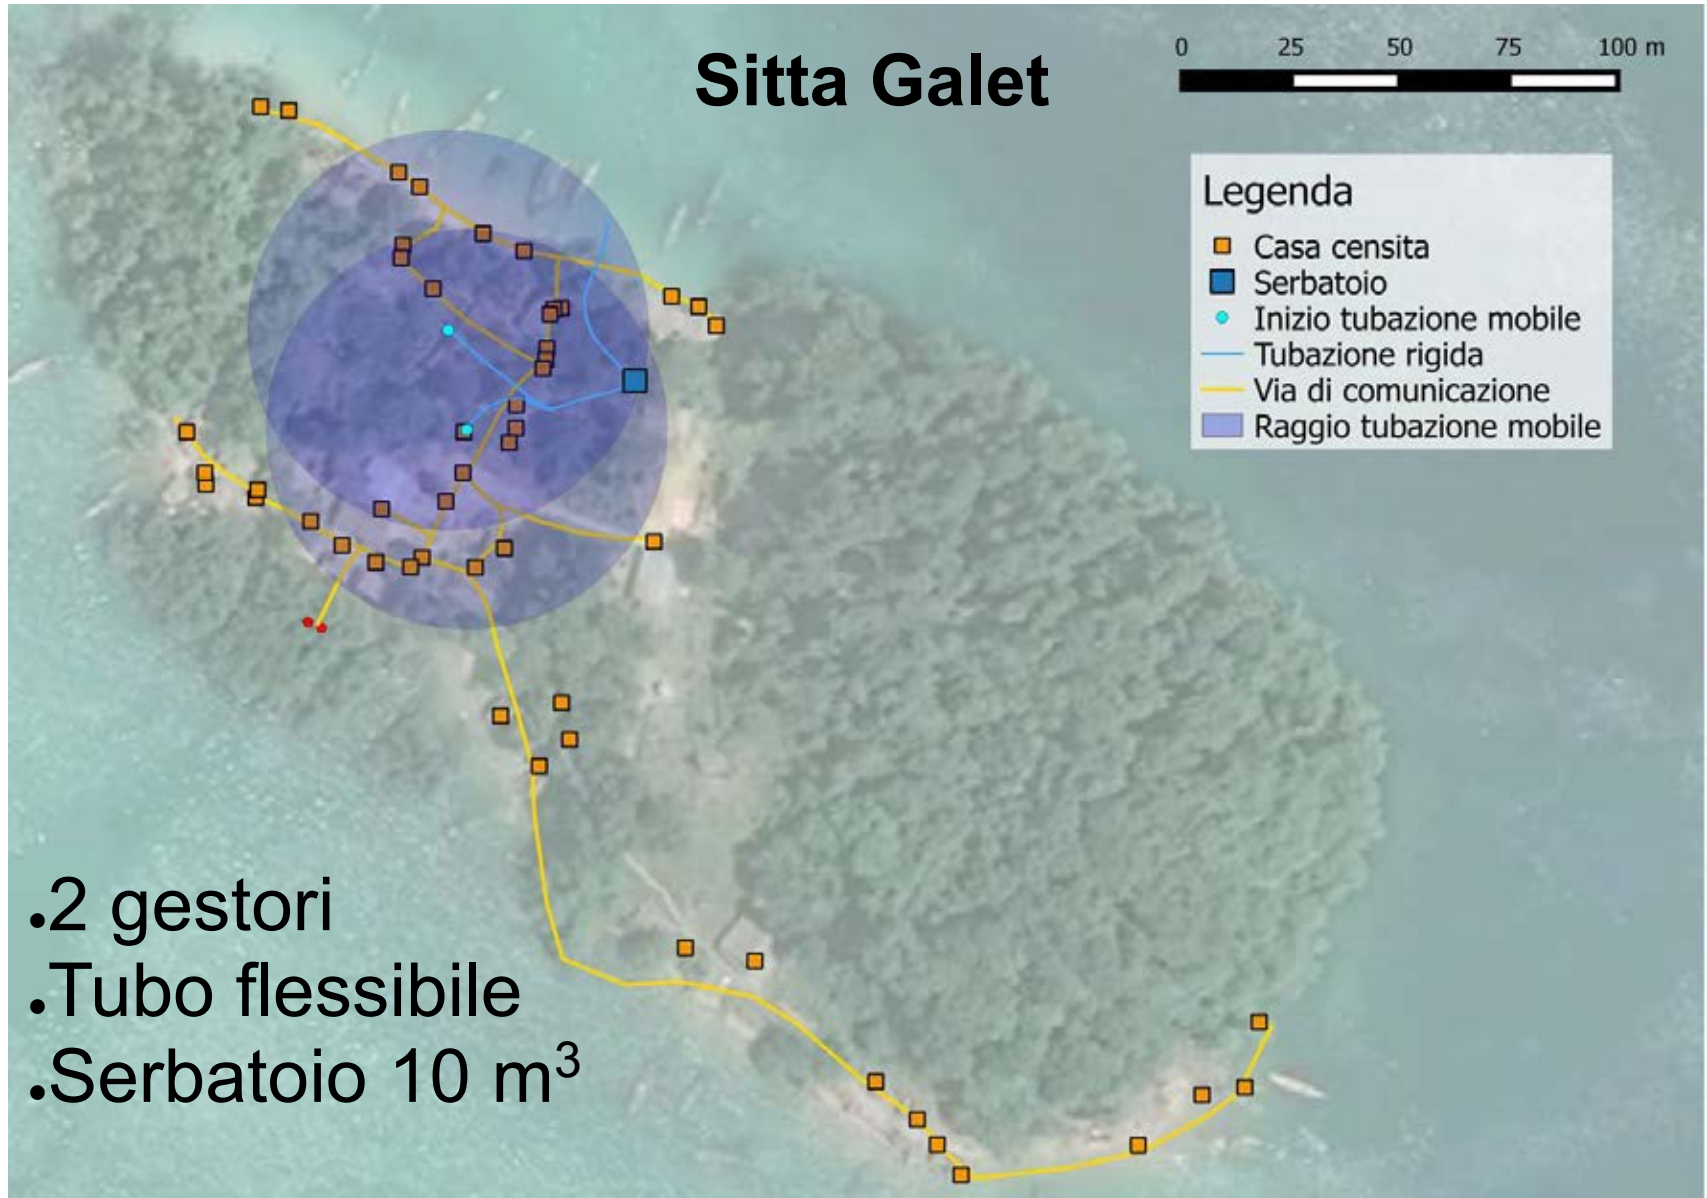 Sitta Galet
0 25 50 75 100 m
Legenda
Casa censita
Serbatoio
Inizio tubazione mobile
Tubazione rigida
Via di comunicazione
Raggio tubazione mobile
•2 gestori
•Tubo flessibile
•Serbatoio 10 m³